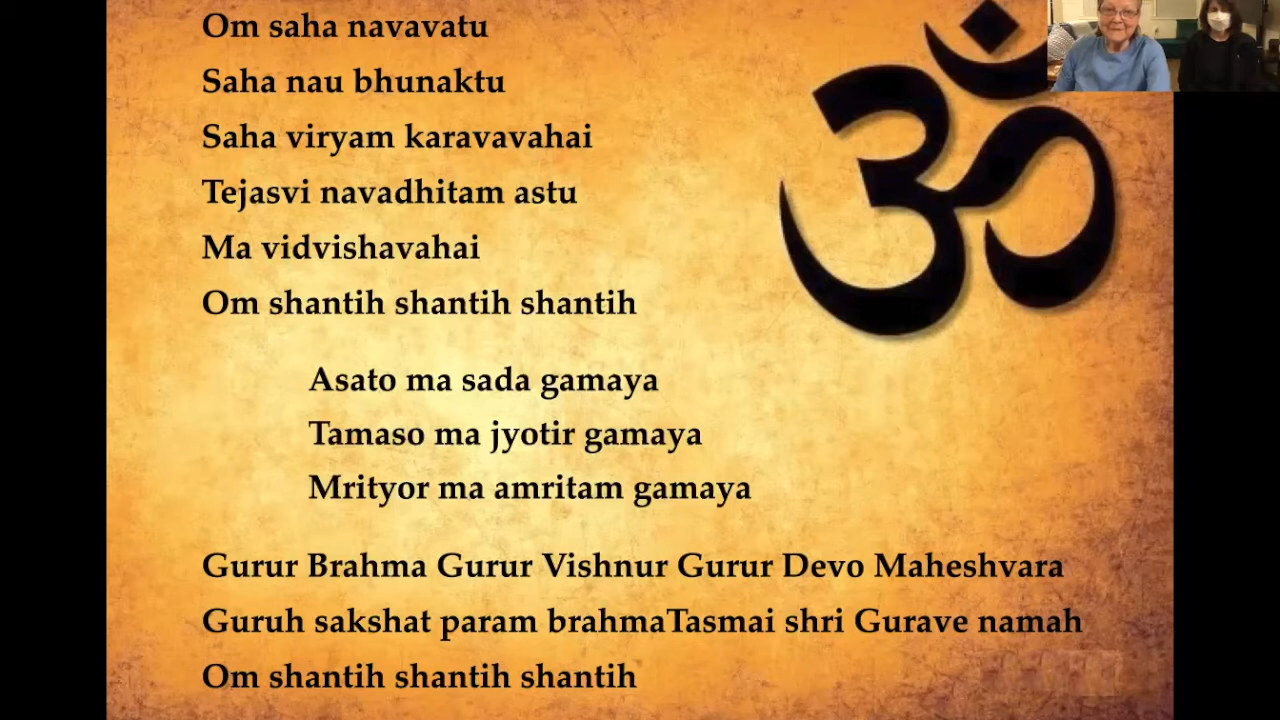 Om saha navavatu
Saha nau bhunaktu
Saha viryam karavavahai
Tejasvi navadhitam astu
Ma vidvishavahai
Om shantih shantih shantih
Asato ma sada gamaya
Tamaso ma jyotir gamaya
Mrityor ma amritam gamaya
Gurur Brahma Gurur Vishnur Gurur Devo Maheshvara
Guruh sakshat param brahmaTasmai shri Gurave namah
Om shantih shantih shantih
ॐ